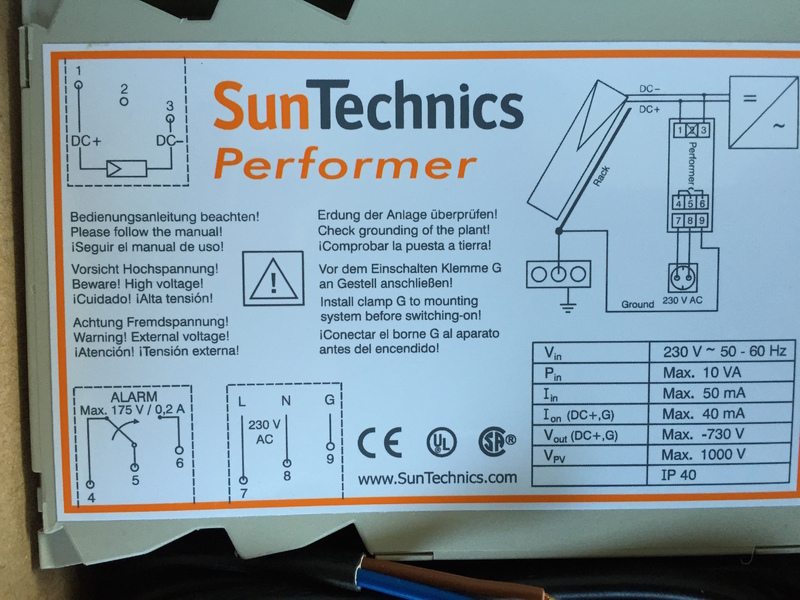 1
2
3
DC+
DC−
SunTechnics
Performer
DC−
DC+
=
~
1 2 3
Performer
4 5 6
7 8 9
Rack
Ground
230 V AC
Bedienungsanleitung beachten!
Please follow the manual!
¡Seguir el manual de uso!
Vorsicht Hochspannung!
Beware! High voltage!
¡Cuidado! ¡Alta tensión!
Achtung Fremdspannung!
Warning! External voltage!
¡Atención! ¡Tensión externa!
!
Erdung der Anlage überprüfen!
Check grounding of the plant!
¡Comprobar la puesta a tierra!
Vor dem Einschalten Klemme G
an Gestell anschließen!
Install clamp G to mounting
system before switching-on!
¡Conectar el borne G al aparato
antes del encendido!
ALARM
Max. 175 V / 0,2 A
4
5
6
L N G
230 V
AC
7
8
9
CE UL SA ®
www.SunTechnics.com
Vin 230 V ~ 50 - 60 Hz
Pin Max. 10 VA
Iin Max. 50 mA
Ion (DC+,G) Max. 40 mA
Vout (DC+,G) Max. -730 V
VPV Max. 1000 V
IP 40